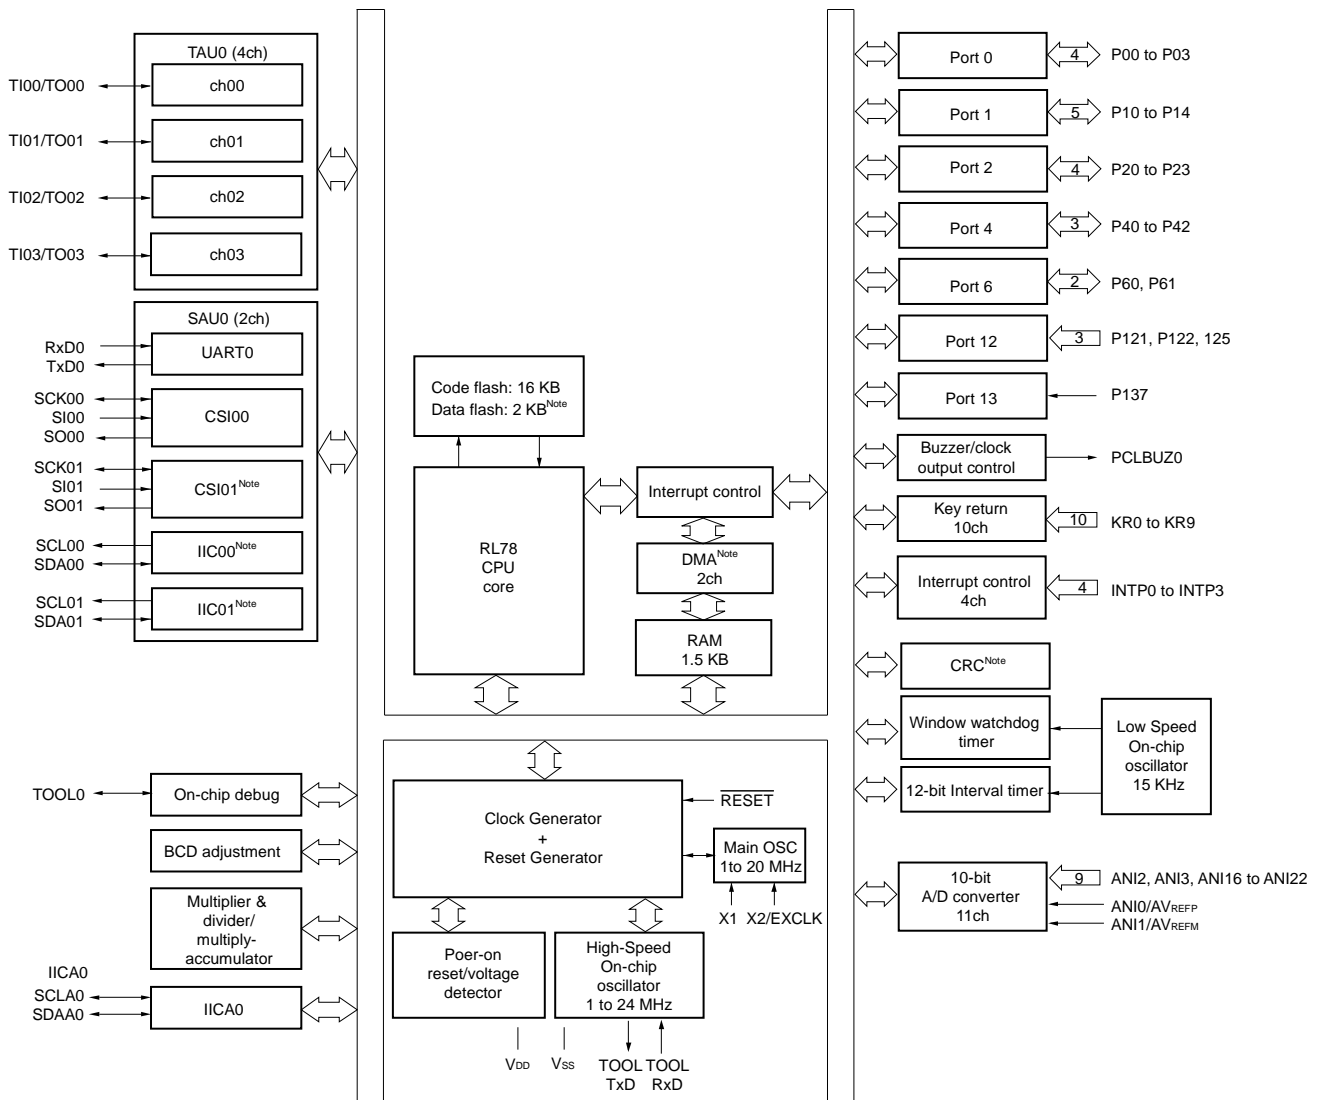 TAU0 (4ch)
TI00/TO00
ch00
TI01/TO01
ch01
TI02/TO02
ch02
TI03/TO03
ch03
SAU0 (2ch)
RxD0
TxD0
UART0
SCK00
SI00
SO00
CSI00
SCK01
SI01
SO01
CSI01Note
SCL00
SDA00
IIC00Note
SCL01
SDA01
IIC01Note
TOOL0
On-chip debug
BCD adjustment
Multiplier &
divider/
multiply-
accumulator
IICA0
SCLA0
SDAA0
IICA0
Code flash: 16 KB
Data flash: 2 KBNote
RL78
CPU
core
Interrupt control
DMANote
2ch
RAM
1.5 KB
Clock Generator
+
Reset Generator
RESET
Main OSC
1to 20 MHz
X1 X2/EXCLK
Poer-on
reset/voltage
detector
High-Speed
On-chip
oscillator
1 to 24 MHz
VDD
VSS
TOOL
TxD
TOOL
RxD
Port 0
4
P00 to P03
Port 1
5
P10 to P14
Port 2
4
P20 to P23
Port 4
3
P40 to P42
Port 6
2
P60, P61
Port 12
3
P121, P122, 125
Port 13
P137
Buzzer/clock
output control
PCLBUZ0
Key return
10ch
10
KR0 to KR9
Interrupt control
4ch
4
INTP0 to INTP3
CRCNote
Window watchdog
timer
12-bit Interval timer
Low Speed
On-chip
oscillator
15 KHz
10-bit
A/D converter
11ch
9
ANI2, ANI3, ANI16 to ANI22
ANI0/AVREFP
ANI1/AVREFM